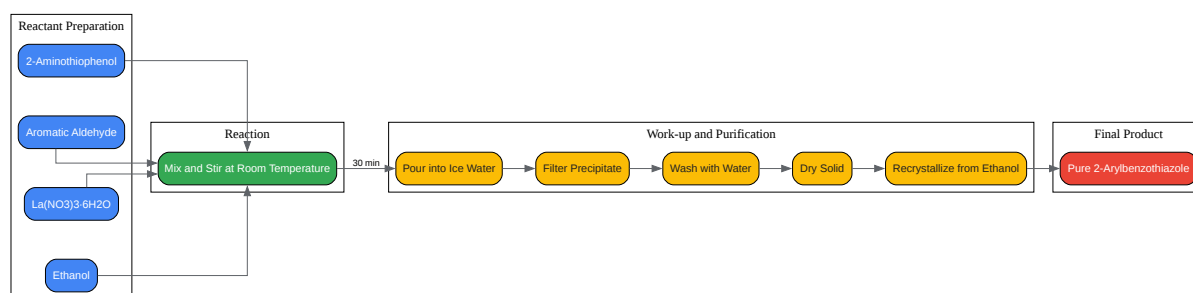 Reactant Preparation
2-Aminothiophenol
Aromatic Aldehyde
La(NO3)3·6H2O
Ethanol
Reaction
Mix and Stir at Room Temperature
30 min
Work-up and Purification
Pour into Ice Water
Filter Precipitate
Wash with Water
Dry Solid
Recrystallize from Ethanol
Final Product
Pure 2-Arylbenzothiazole